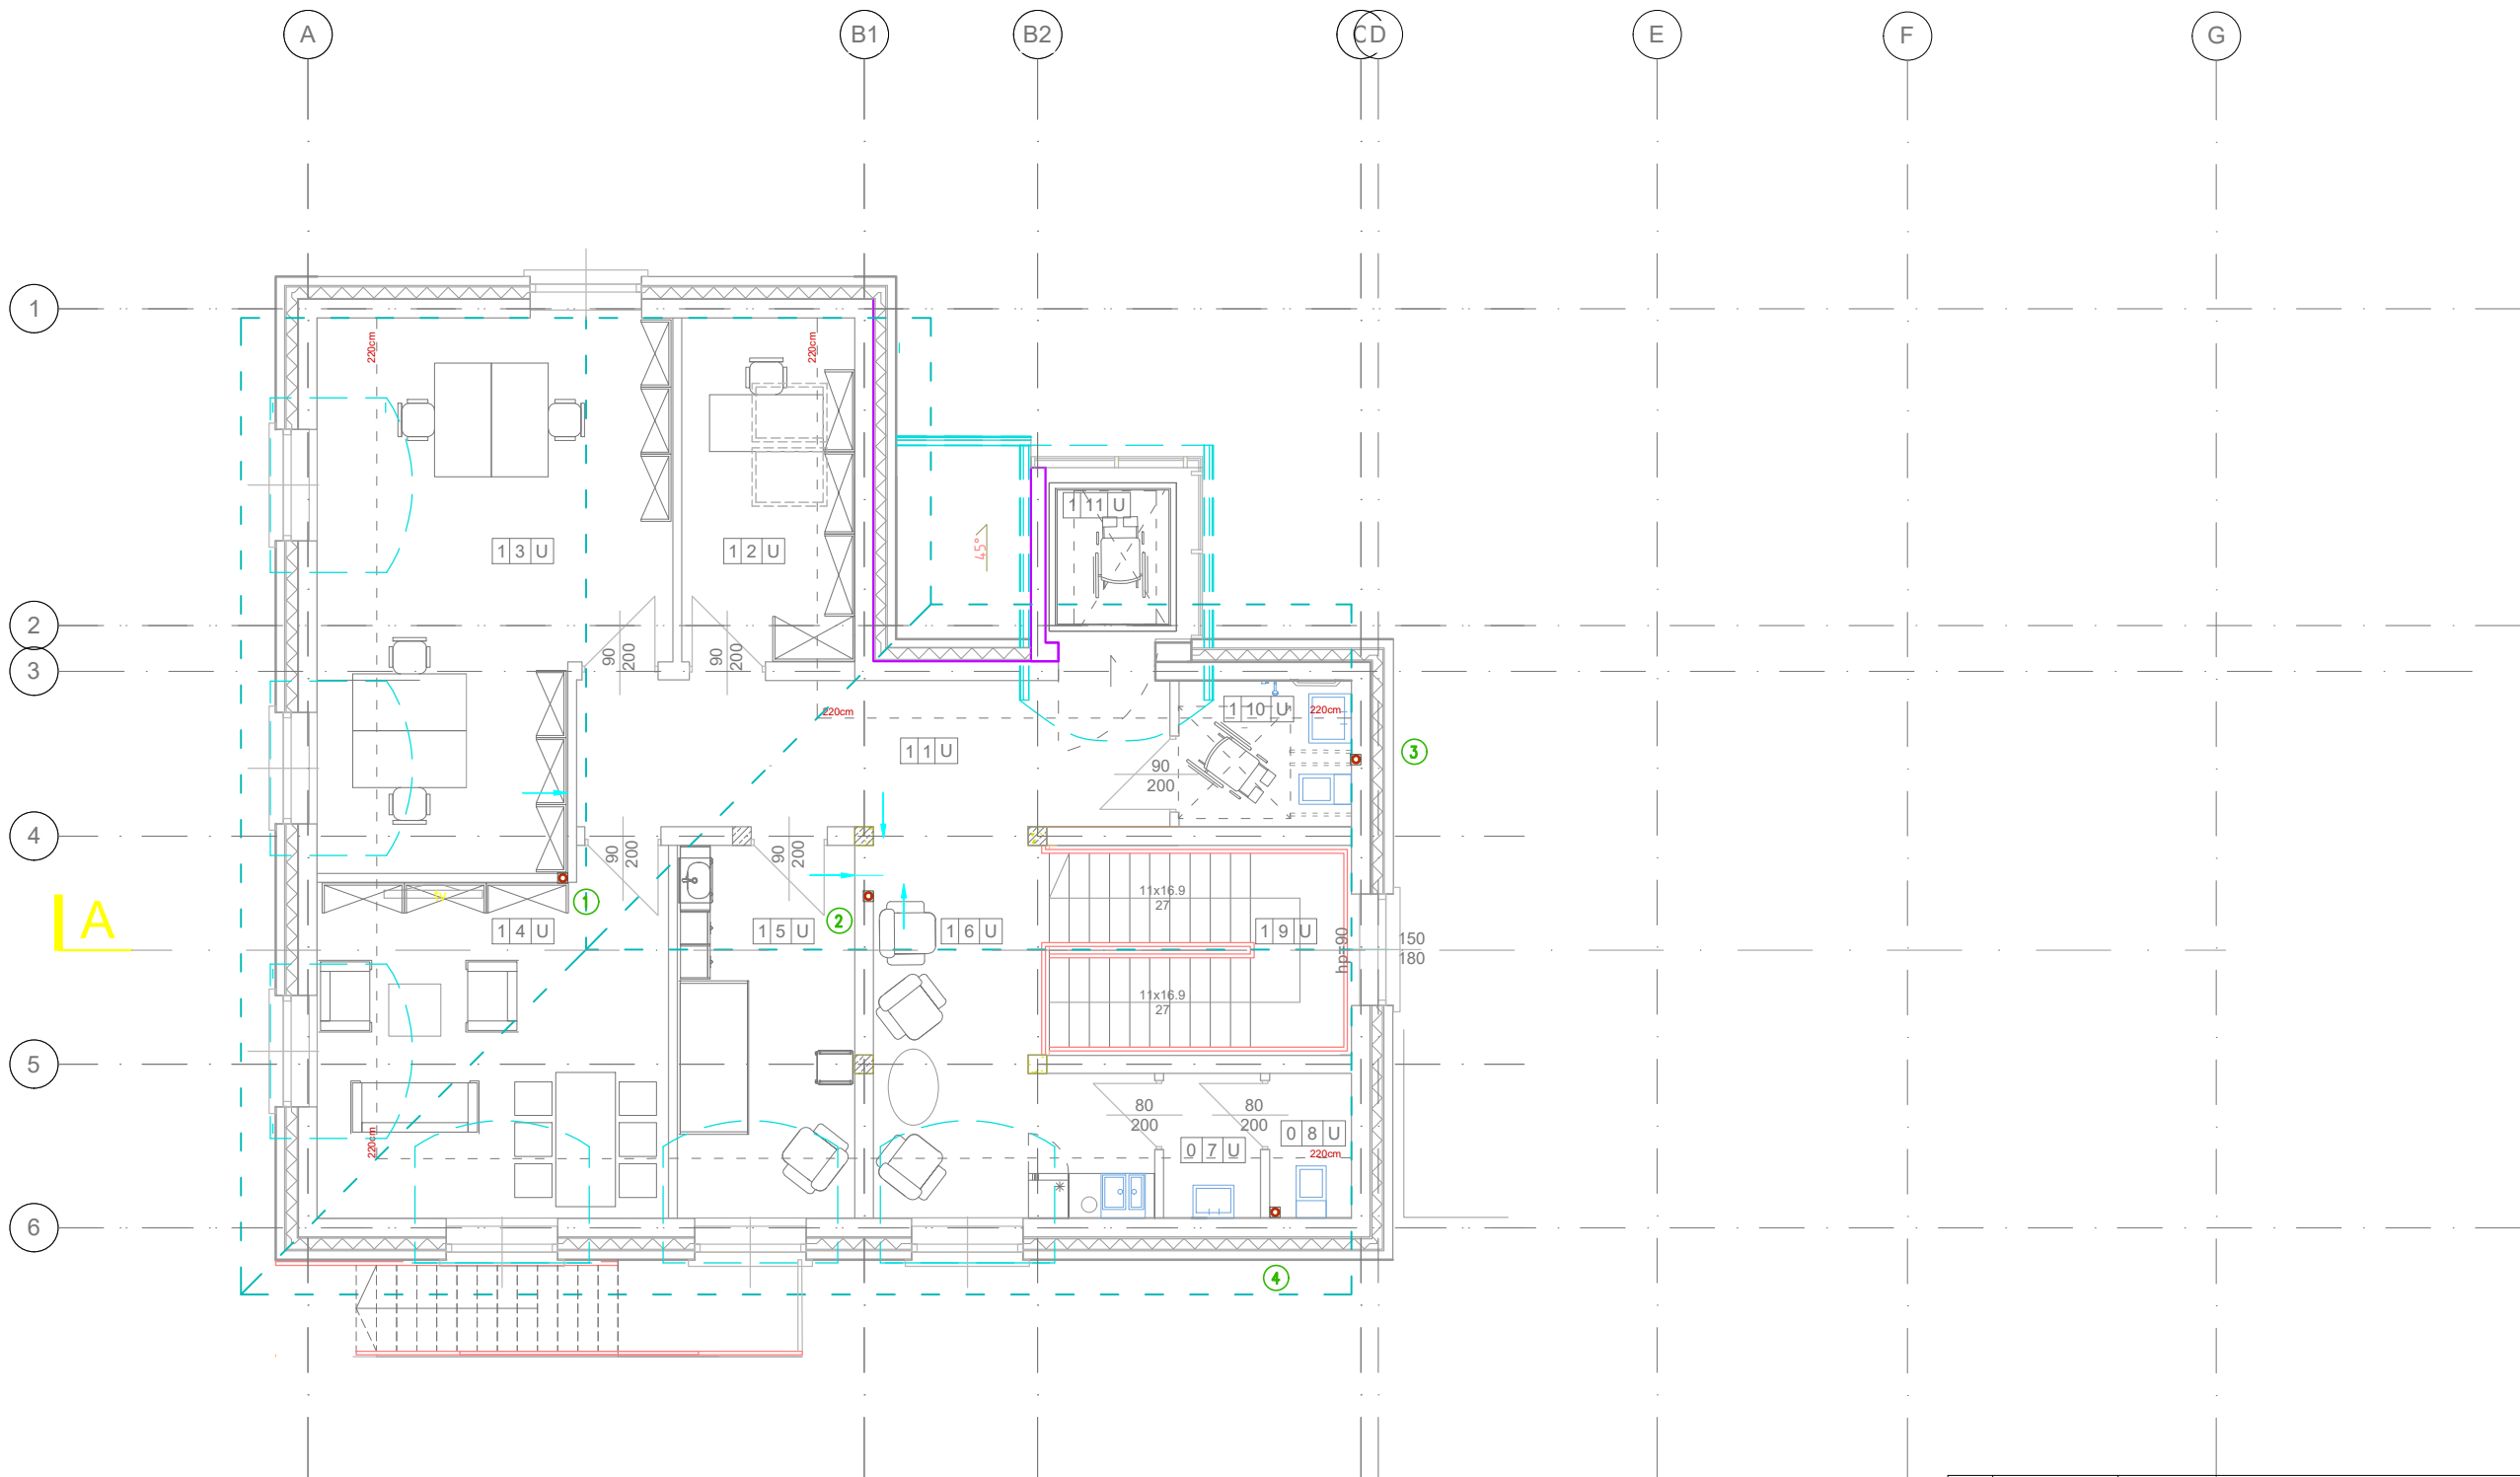 A B1 B2 C D E F G
1
220cm 220cm
1 11 U
45°
1 3 U 1 2 U
2
90 200 90 200
3
220cm 1 10 U 220cm
1 1 U 3
90
200
4
90 200 90 200
tv
11x16.9
27
1 2
A 1 4 U 1 5 U 1 6 U 1 9 U
hp=90
150
180
11x16.9
27
5
80
200
80
200
220cm 0 7 U 0 8 U
220cm
6
4